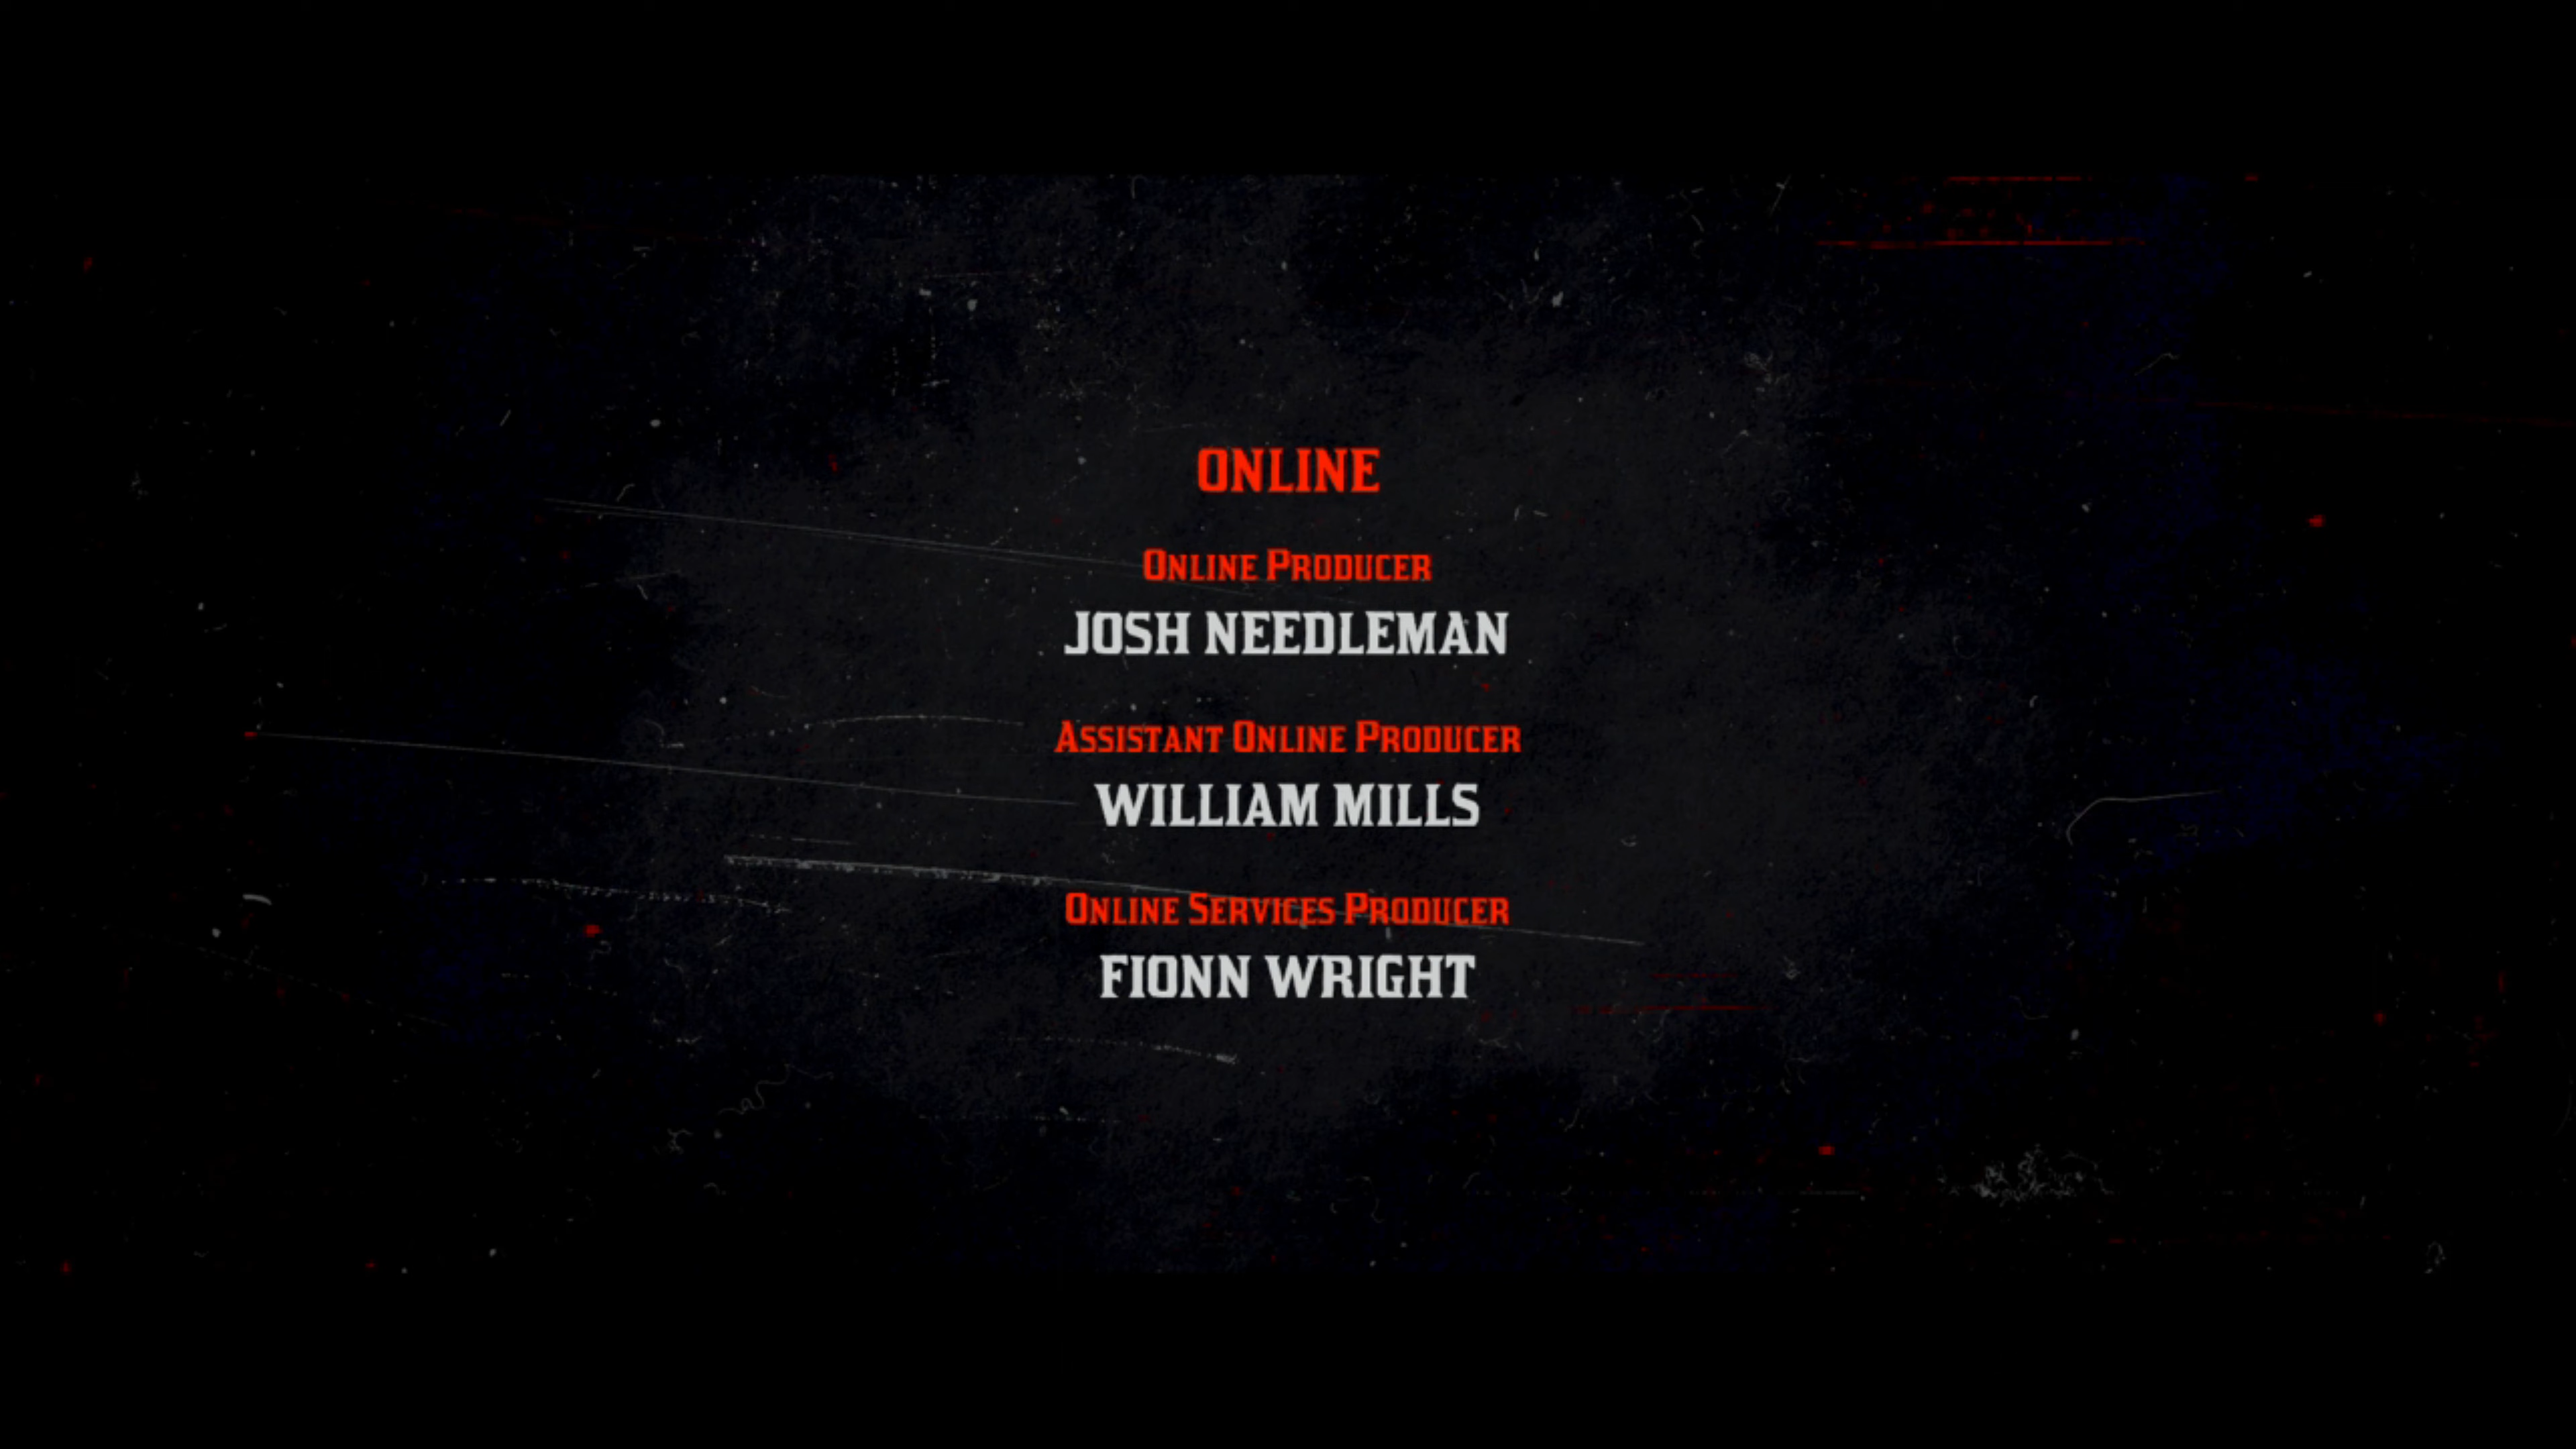 ONLINE
ONLINE PRODUCER
JOSH NEEDLEMAN
ASSISTANT ONLINE PRODUCER
WILLIAM MILLS
ONLINE SERVICES PRODUCER
FIONN WRIGHT